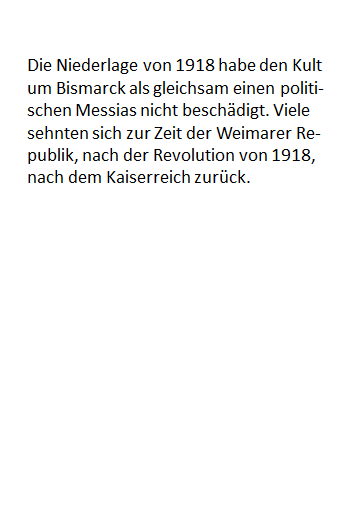 Die Niederlage von 1918 habe den Kult
um Bismarck als gleichsam einen politi-
schen Messias nicht beschädigt. Viele
sehnten sich zur Zeit der Weimarer Re-
publik, nach der Revolution von 1918,
nach dem Kaiserreich zurück.